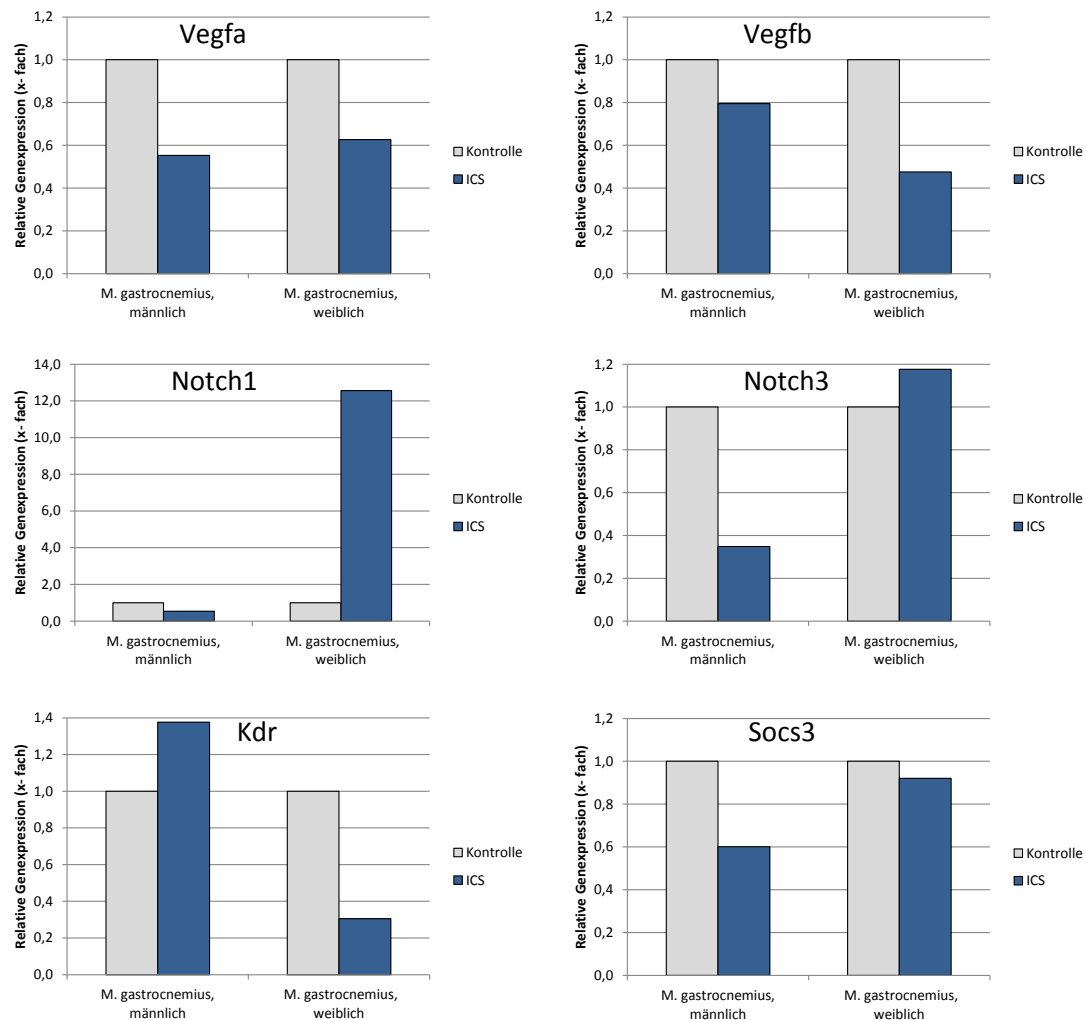 Vegfa
Relative Genexpression (x- fach)
1,2
1,0
0,8
0,6
0,4
0,2
0,0
M. gastrocnemius,
männlich
M. gastrocnemius,
weiblich
Kontrolle
ICS
Vegfb
Relative Genexpression (x- fach)
1,2
1,0
0,8
0,6
0,4
0,2
0,0
M. gastrocnemius,
männlich
M. gastrocnemius,
weiblich
Kontrolle
ICS
Notch1
Relative Genexpression (x- fach)
14,0
12,0
10,0
8,0
6,0
4,0
2,0
0,0
M. gastrocnemius,
männlich
M. gastrocnemius,
weiblich
Kontrolle
ICS
Notch3
Relative Genexpression (x- fach)
1,2
1,0
0,8
0,6
0,4
0,2
0,0
M. gastrocnemius,
männlich
M. gastrocnemius,
weiblich
Kontrolle
ICS
Kdr
Relative Genexpression (x- fach)
1,4
1,2
1,0
0,8
0,6
0,4
0,2
0,0
M. gastrocnemius,
männlich
M. gastrocnemius,
weiblich
Kontrolle
ICS
Socs3
Relative Genexpression (x- fach)
1,2
1,0
0,8
0,6
0,4
0,2
0,0
M. gastrocnemius,
männlich
M. gastrocnemius,
weiblich
Kontrolle
ICS